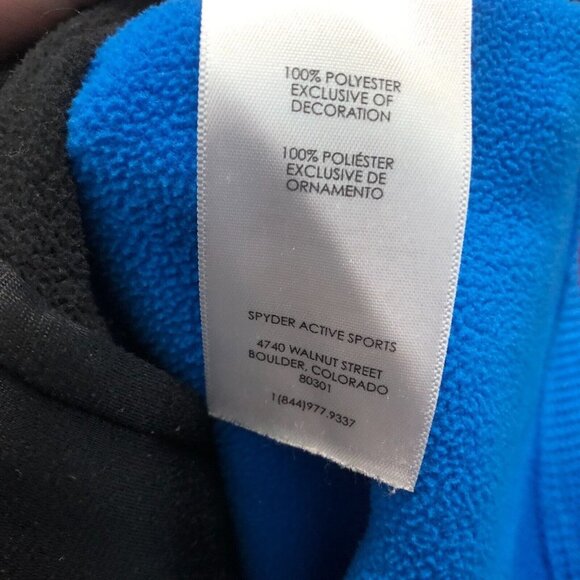 100% POLYESTER
EXCLUSIVE OF
DECORATION
100% POLIÉSTER
EXCLUSIVE DE
ORNAMENTO
SPYDER ACTIVE SPORTS
4740 WALNUT STREET
BOULDER, COLORADO
80301
1(844)977.9337